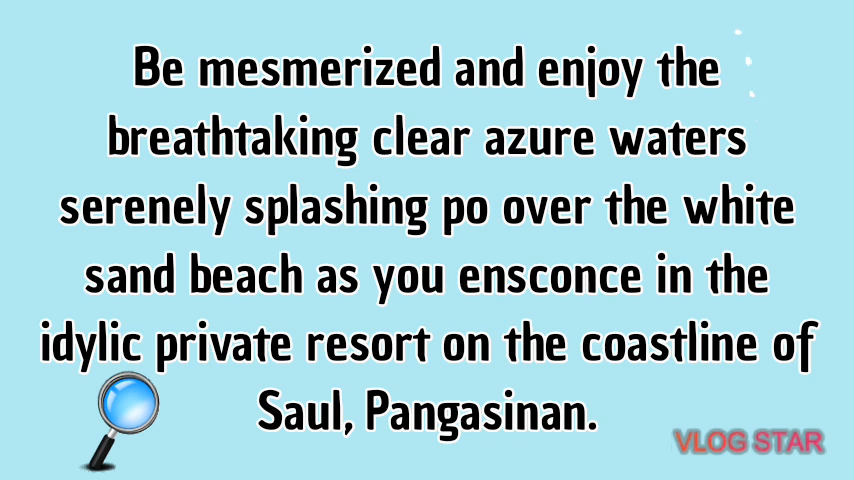 Be mesmerized and enjoy the
breathtaking clear azure waters
serenely splashing po over the white
sand beach as you ensconce in the
idylic private resort on the coastline of
Saul, Pangasinan.
VLOG STAR